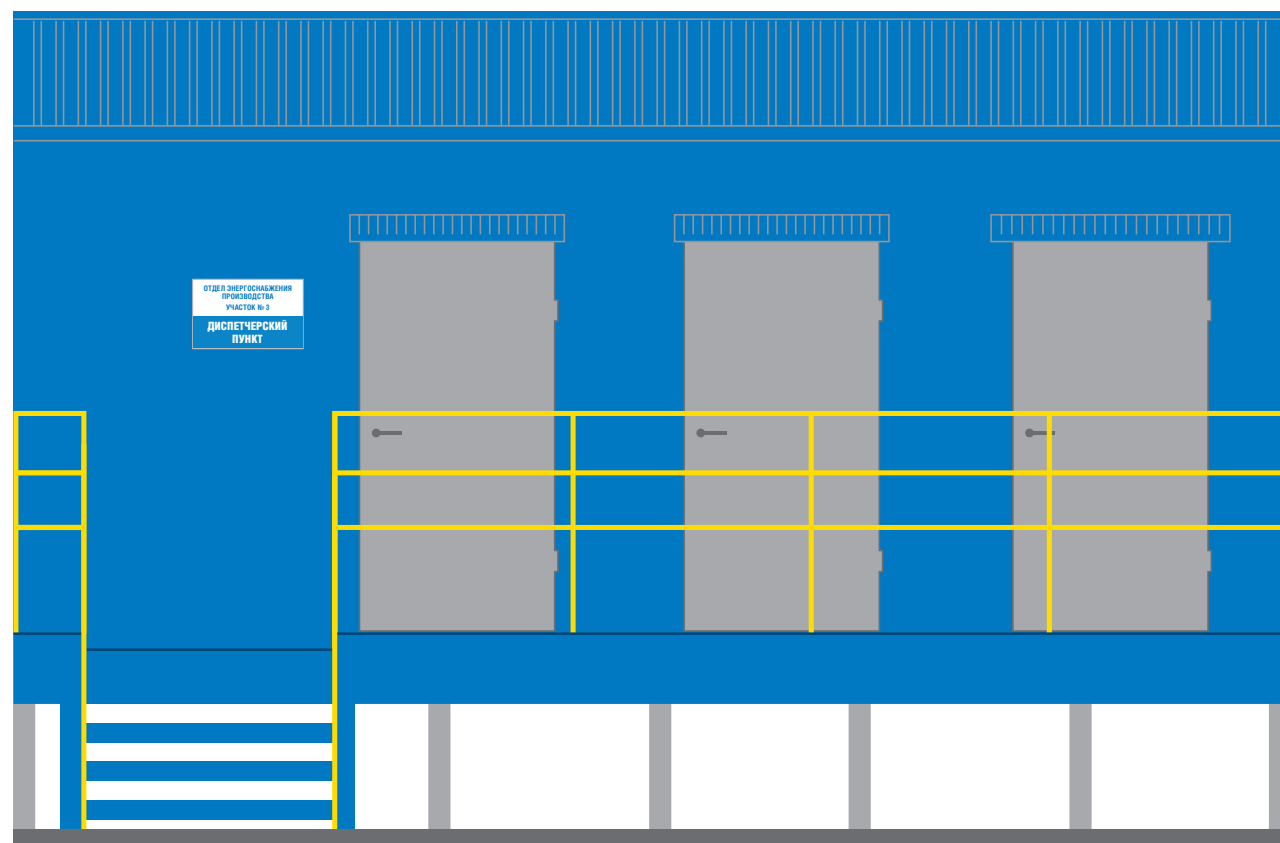 ОТДЕЛ ЭНЕРГОСНАБЖЕНИЯ
ПРОИЗВОДСТВА
УЧАСТОК № 3
ДИСПЕТЧЕРСКИЙ
ПУНКТ